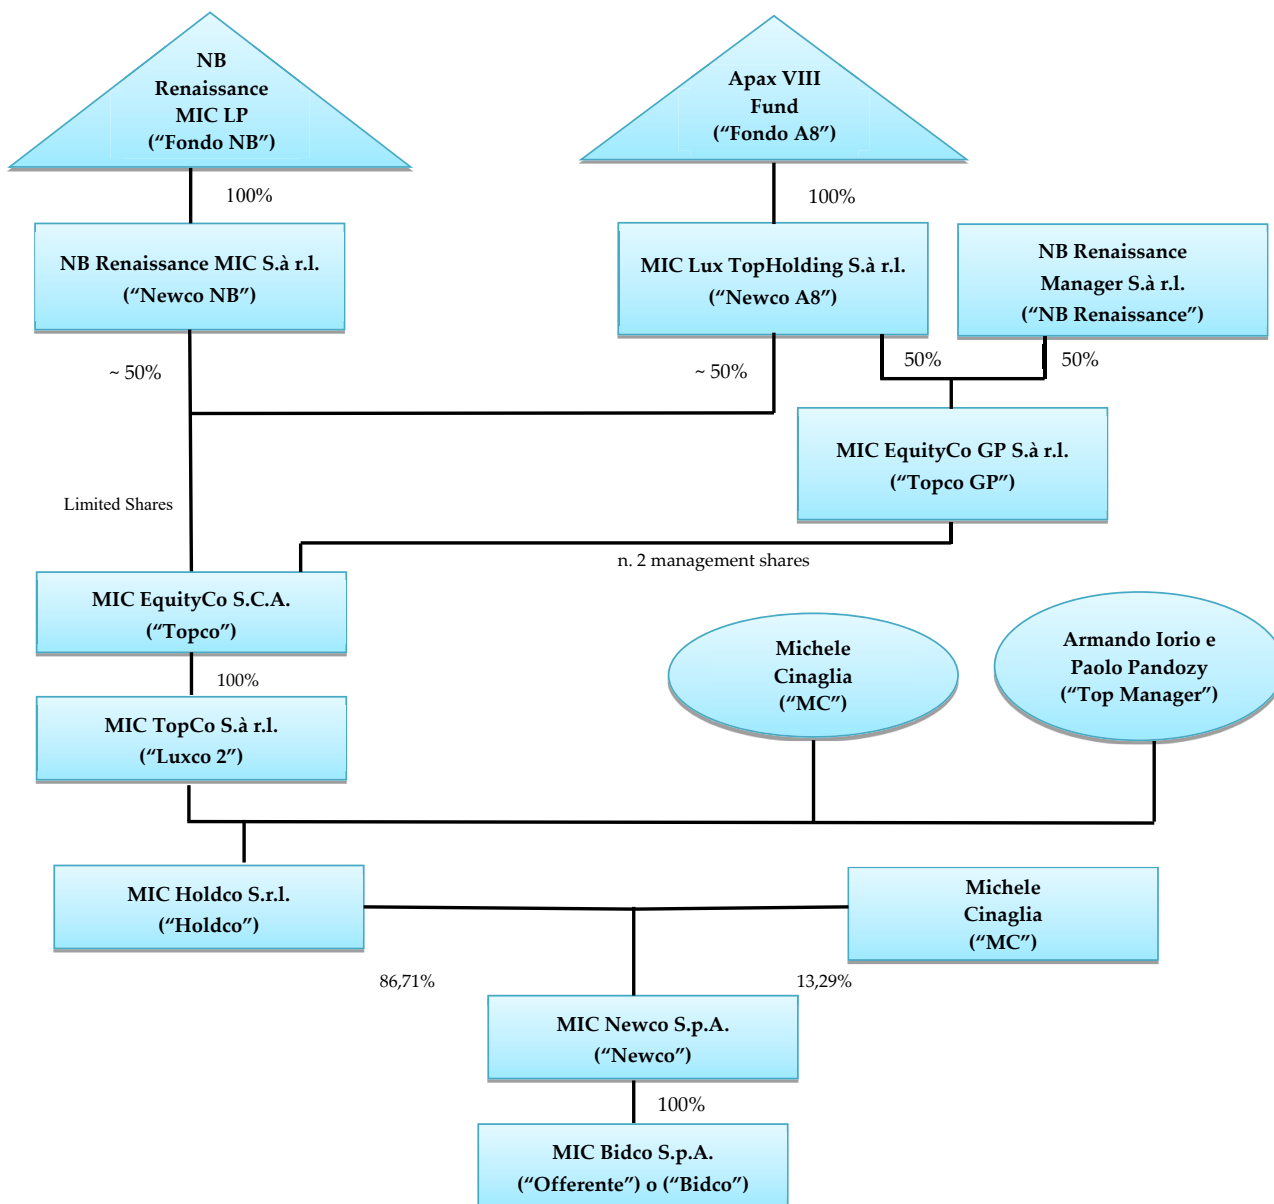 NB
Renaissance
MIC LP
(“Fondo NB”)
Apax VIII
Fund
(“Fondo A8”)
100%
100%
NB Renaissance MIC S.à r.l.
(“Newco NB”)
MIC Lux TopHolding S.à r.l.
(“Newco A8”)
NB Renaissance
Manager S.à r.l.
(“NB Renaissance”)
~ 50%
~ 50%
50%
50%
MIC EquityCo GP S.à r.l.
(“Topco GP”)
Limited Shares
n. 2 management shares
MIC EquityCo S.C.A.
(“Topco”)
Michele
Cinaglia
(“MC”)
Armando Iorio e
Paolo Pandozy
(“Top Manager”)
100%
MIC TopCo S.à r.l.
(“Luxco 2”)
MIC Holdco S.r.l.
(“Holdco”)
Michele
Cinaglia
(“MC”)
86,71%
13,29%
MIC Newco S.p.A.
(“Newco”)
100%
MIC Bidco S.p.A.
(“Offerente”) o (“Bidco”)